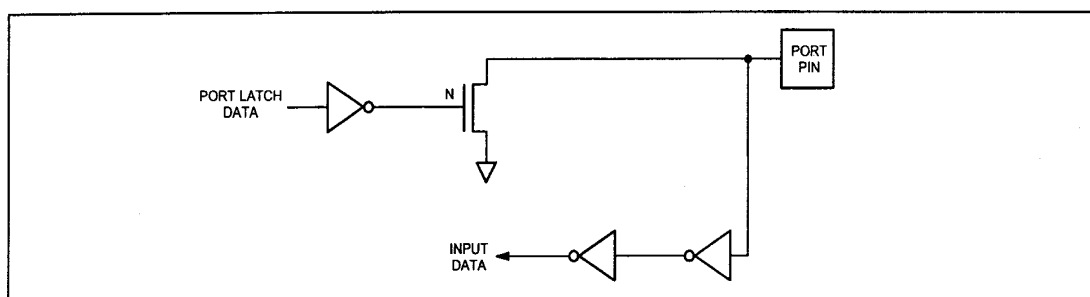 PORT
PIN
PORT LATCH
DATA
N
INPUT
DATA